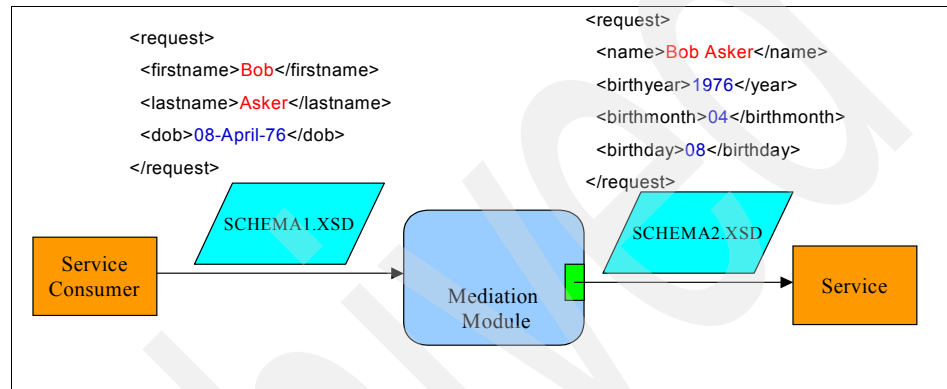 <request>
<firstname>Bob</firstname>
<lastname>Asker</lastname>
<dob>08-April-76</dob>
</request>
<request>
<name>Bob Asker</name>
<birthyear>1976</year>
<birthmonth>04</birthmonth>
<birthday>08</birthday>
</request>
SCHEMA1.XSD
SCHEMA2.XSD
Service
Consumer
Mediation
Module
Service